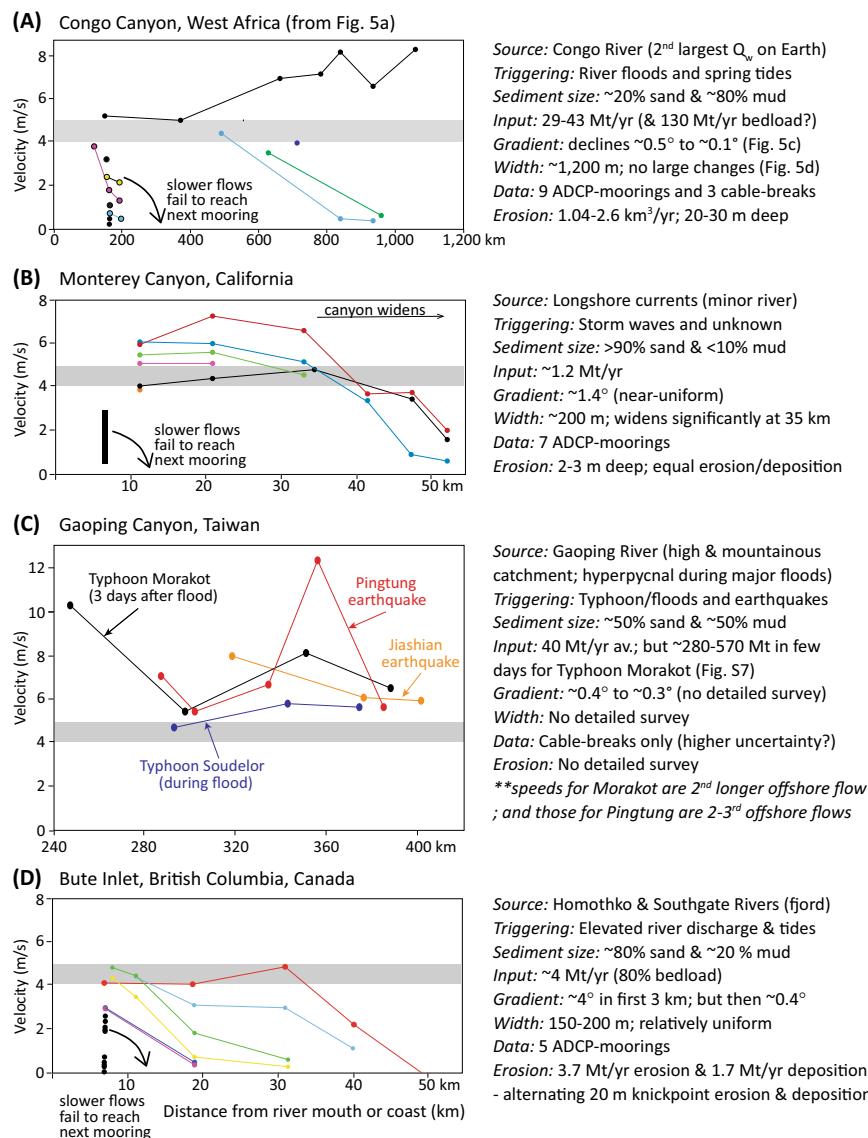 (A) Congo Canyon, West Africa (from Fig. 5a)
8
6
4
2
0
Velocity (m/s)
slower flows
fail to reach
next mooring
0 200 400 600 800 1,000 1,200 km
Source: Congo River (2nd largest Qw on Earth)
Triggering: River floods and spring tides
Sediment size: ~20% sand & ~80% mud
Input: 29-43 Mt/yr (& 130 Mt/yr bedload?)
Gradient: declines ~0.5° to ~0.1° (Fig. 5c)
Width: ~1,200 m; no large changes (Fig. 5d)
Data: 9 ADCP-moorings and 3 cable-breaks
Erosion: 1.04-2.6 km3/yr; 20-30 m deep
(B) Monterey Canyon, California
8
6
4
2
0
Velocity (m/s)
canyon widens
slower flows
fail to reach
next mooring
10 20 30 40 50 km
Source: Longshore currents (minor river)
Triggering: Storm waves and unknown
Sediment size: >90% sand & <10% mud
Input: ~1.2 Mt/yr
Gradient: ~1.4° (near-uniform)
Width: ~200 m; widens significantly at 35 km
Data: 7 ADCP-moorings
Erosion: 2-3 m deep; equal erosion/deposition
(C) Gaoping Canyon, Taiwan
12
10
8
6
4
2
0
Velocity (m/s)
Typhoon Morakot
(3 days after flood)
Pingtung
earthquake
Jiashian
earthquake
Typhoon Soudelor
(during flood)
240 280 320 360 400 km
Source: Gaoping River (high & mountainous
catchment; hyperpycnal during major floods)
Triggering: Typhoon/floods and earthquakes
Sediment size: ~50% sand & ~50% mud
Input: 40 Mt/yr av.; but ~280-570 Mt in few
days for Typhoon Morakot (Fig. S7)
Gradient: ~0.4° to ~0.3° (no detailed survey)
Width: No detailed survey
Data: Cable-breaks only (higher uncertainty?)
Erosion: No detailed survey
**speeds for Morakot are 2nd longer offshore flow
; and those for Pingtung are 2-3rd offshore flows
(D) Bute Inlet, British Columbia, Canada
8
6
4
2
0
Velocity (m/s)
10 20 30 40 50 km
slower flows
fail to reach
next mooring
Distance from river mouth or coast (km)
Source: Homothko & Southgate Rivers (fjord)
Triggering: Elevated river discharge & tides
Sediment size: ~80% sand & ~20 % mud
Input: ~4 Mt/yr (80% bedload)
Gradient: ~4° in first 3 km; but then ~0.4°
Width: 150-200 m; relatively uniform
Data: 5 ADCP-moorings
Erosion: 3.7 Mt/yr erosion & 1.7 Mt/yr deposition
- alternating 20 m knickpoint erosion & deposition